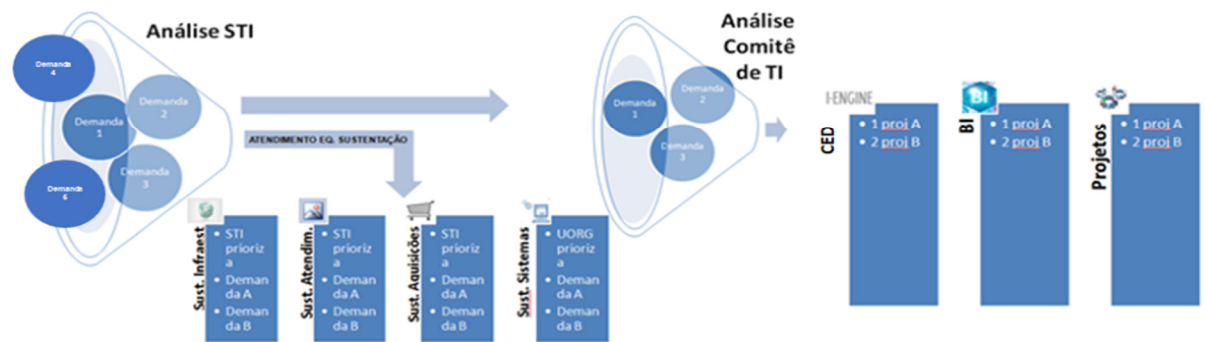 Análise STI
Demanda
4
Demanda
1
Demanda
2
Demanda
3
Demanda
6
ATENDIMENTO EQ. SUSTENTAÇÃO
Sust. Infraest
• STI
prioriz
a
• Deman
da A
• Deman
da B
Sust. Atendim.
• STI
prioriz
a
• Deman
da A
• Deman
da B
Sust. Aquisições
• STI
prioriz
a
• Deman
da A
• Deman
da B
Sust. Sistemas
• UORG
prioriz
a
• Deman
da A
• Deman
da B
Análise
Comitê
de TI
Demanda
1
Demanda
2
Demanda
3
I-ENGINE
CED
• 1 proj A
• 2 proj B
BI
BI
• 1 proj A
• 2 proj B
Projetos
• 1 proj A
• 2 proj B